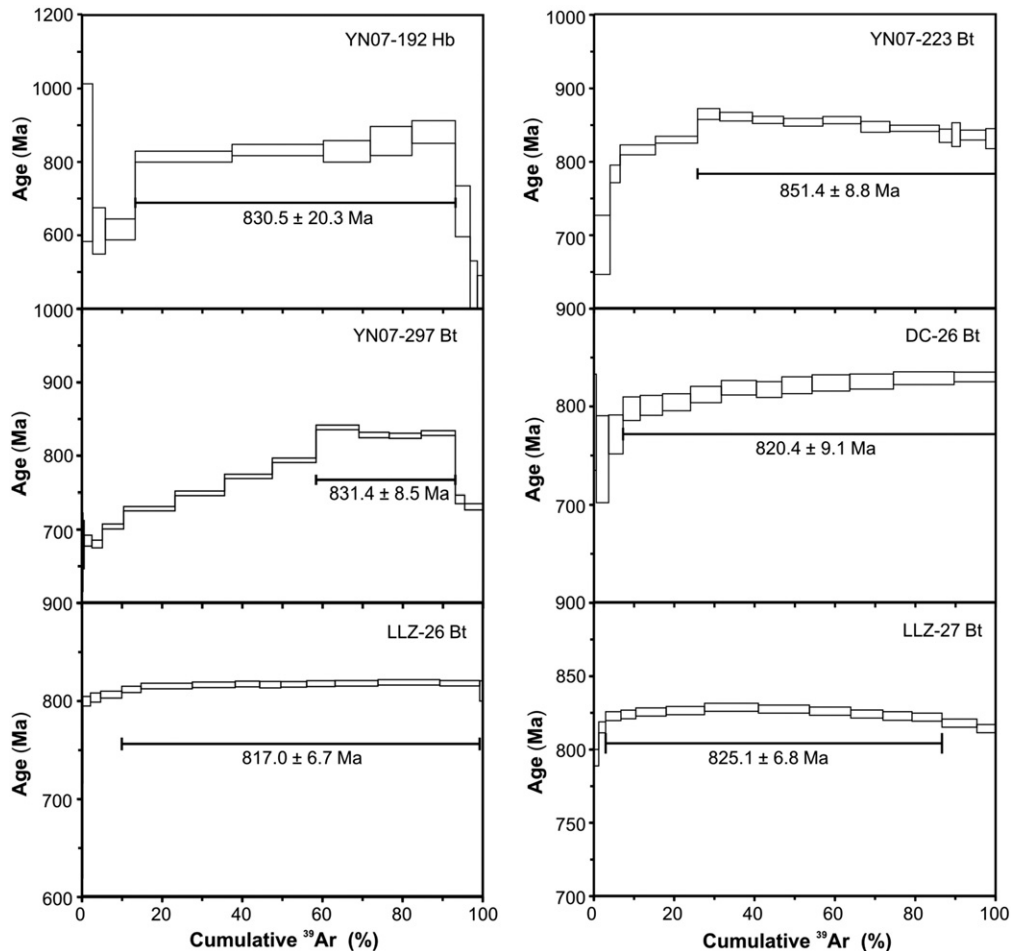 1200
YN07-192 Hb
1000
Age (Ma)
800
830.5 ± 20.3 Ma
600
1000
YN07-223 Bt
900
Age (Ma)
800
851.4 ± 8.8 Ma
700
1000
YN07-297 Bt
900
Age (Ma)
800
831.4 ± 8.5 Ma
700
900
DC-26 Bt
Age (Ma)
800
820.4 ± 9.1 Ma
700
900
LLZ-26 Bt
800
Age (Ma)
817.0 ± 6.7 Ma
700
600
0 20 40 60 80 100
Cumulative ³⁹Ar (%)
900
LLZ-27 Bt
850
Age (Ma)
800
825.1 ± 6.8 Ma
750
700
0 20 40 60 80 100
Cumulative ³⁹Ar (%)